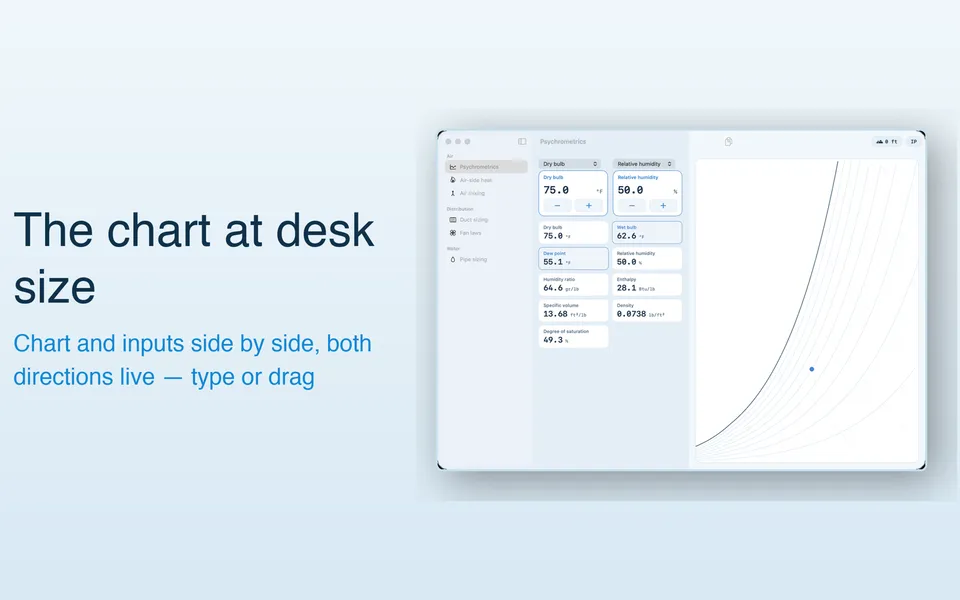 The chart at desk
size
Chart and inputs side by side, both
directions live — type or drag
Psychrometrics
0 ft
IP
Air
Psychrometrics
Air-side heat
Air mixing
Distribution
Duct sizing
Fan laws
Water
Pipe sizing
Dry bulb
Relative humidity
Dry bulb
75.0 °F
− +
Relative humidity
50.0 %
− +
Dry bulb
75.0 °F
Wet bulb
62.6 °F
Dew point
55.1 °F
Relative humidity
50.0 %
Humidity ratio
64.6 gr/lb
Enthalpy
28.1 Btu/lb
Specific volume
13.68 ft³/lb
Density
0.0738 lb/ft³
Degree of saturation
49.3 %